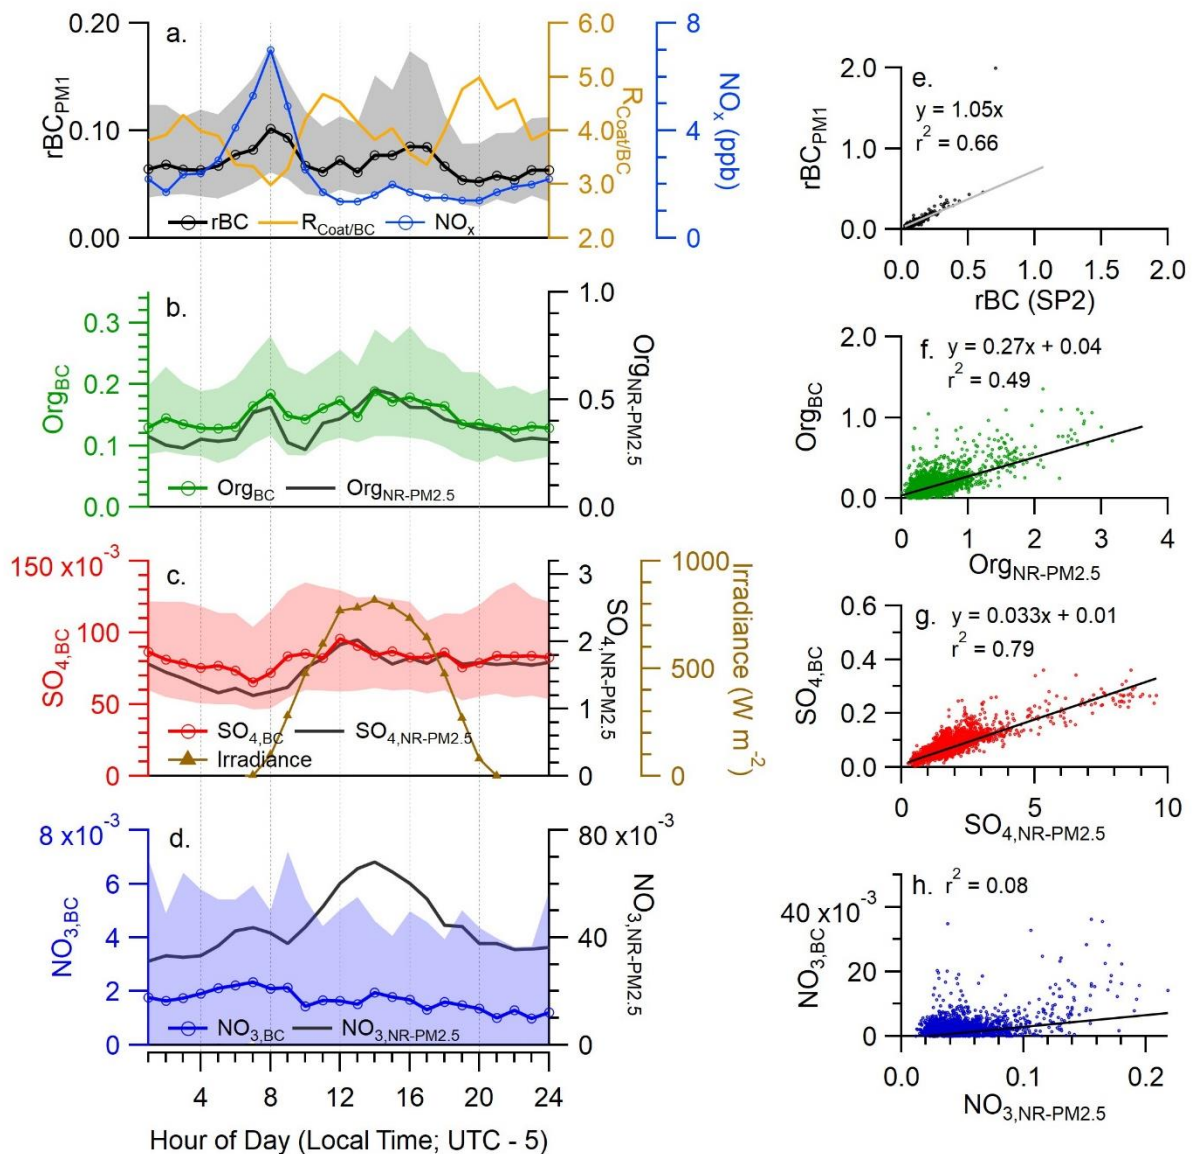 a.
0.20
0.10
0.00
rBC_PM1
rBC R_Coat/BC NO_x
6.0
5.0
4.0
3.0
2.0
R_Coat/BC
8
4
0
NO_x (ppb)
b.
0.3
0.2
0.1
0.0
Org_BC
Org_BC Org_NR-PM2.5
1.0
0.5
0.0
Org_NR-PM2.5
c.
150 x10^-3
100
50
0
SO_4,BC
SO_4,BC SO_4,NR-PM2.5
Irradiance
3
2
1
0
SO_4,NR-PM2.5
1000
500
0
Irradiance (W m^-2)
d.
8 x10^-3
6
4
2
0
NO_3,BC
NO_3,BC NO_3,NR-PM2.5
80 x10^-3
40
0
NO_3,NR-PM2.5
4 8 12 16 20 24
Hour of Day (Local Time; UTC - 5)
e.
y = 1.05x
r^2 = 0.66
2.0
1.0
0.0
rBC_PM1
0.0 0.5 1.0 1.5 2.0
rBC (SP2)
f. y = 0.27x + 0.04
r^2 = 0.49
2.0
1.0
0.0
Org_BC
0 1 2 3 4
Org_NR-PM2.5
g. y = 0.033x + 0.01
r^2 = 0.79
0.6
0.4
0.2
0.0
SO_4,BC
0 5 10
SO_4,NR-PM2.5
h. r^2 = 0.08
40 x10^-3
20
0
NO_3,BC
0.0 0.1 0.2
NO_3,NR-PM2.5